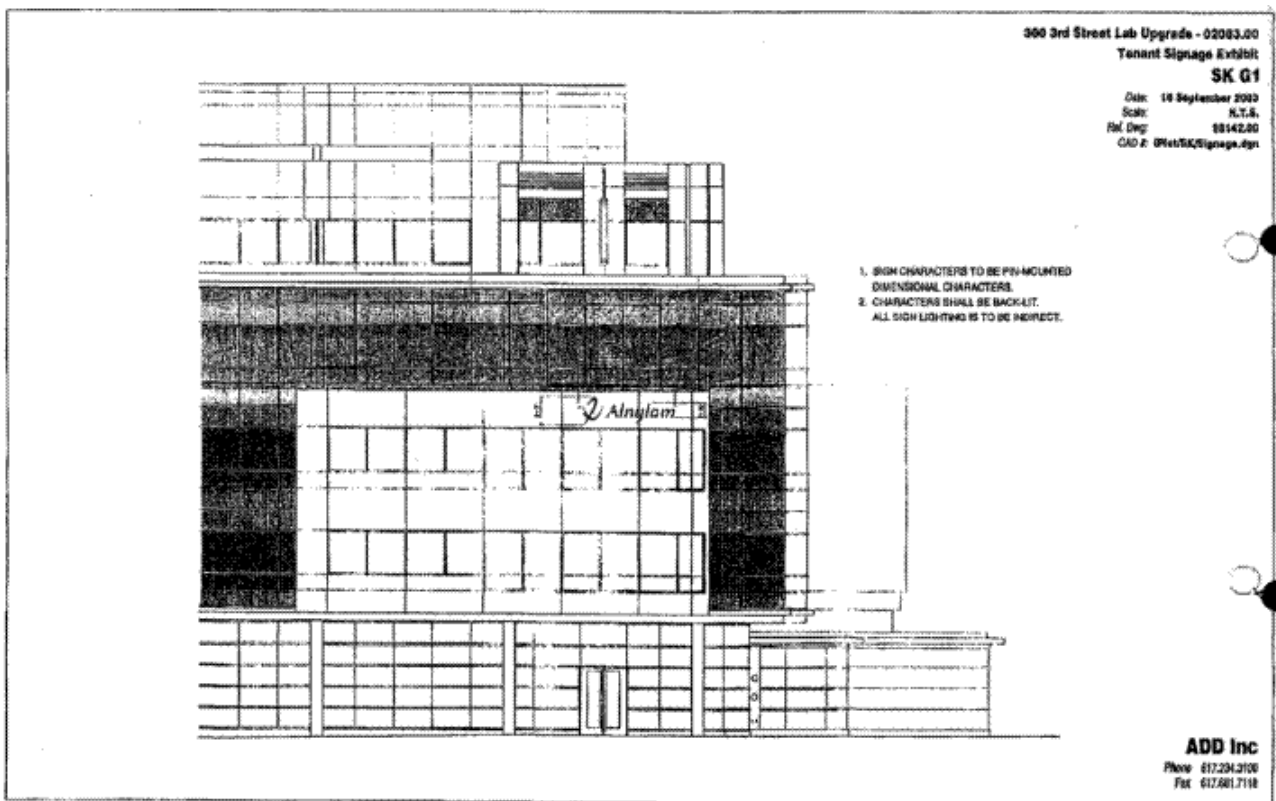 300 3rd Street Lab Upgrade - 02083.00
Tenant Signage Exhibit
SK G1
Date: 16 September 2003
Scale: N.T.S.
Ref. Dwg: 98142.00
CAD #:
1. SIGN CHARACTERS TO BE PIN-MOUNTED
DIMENSIONAL CHARACTERS.
2. CHARACTERS SHALL BE BACK-LIT.
ALL SIGN LIGHTING IS TO BE INDIRECT.
Alnylam
ADD Inc
Phone 617.234.3100
Fax 617.661.7118